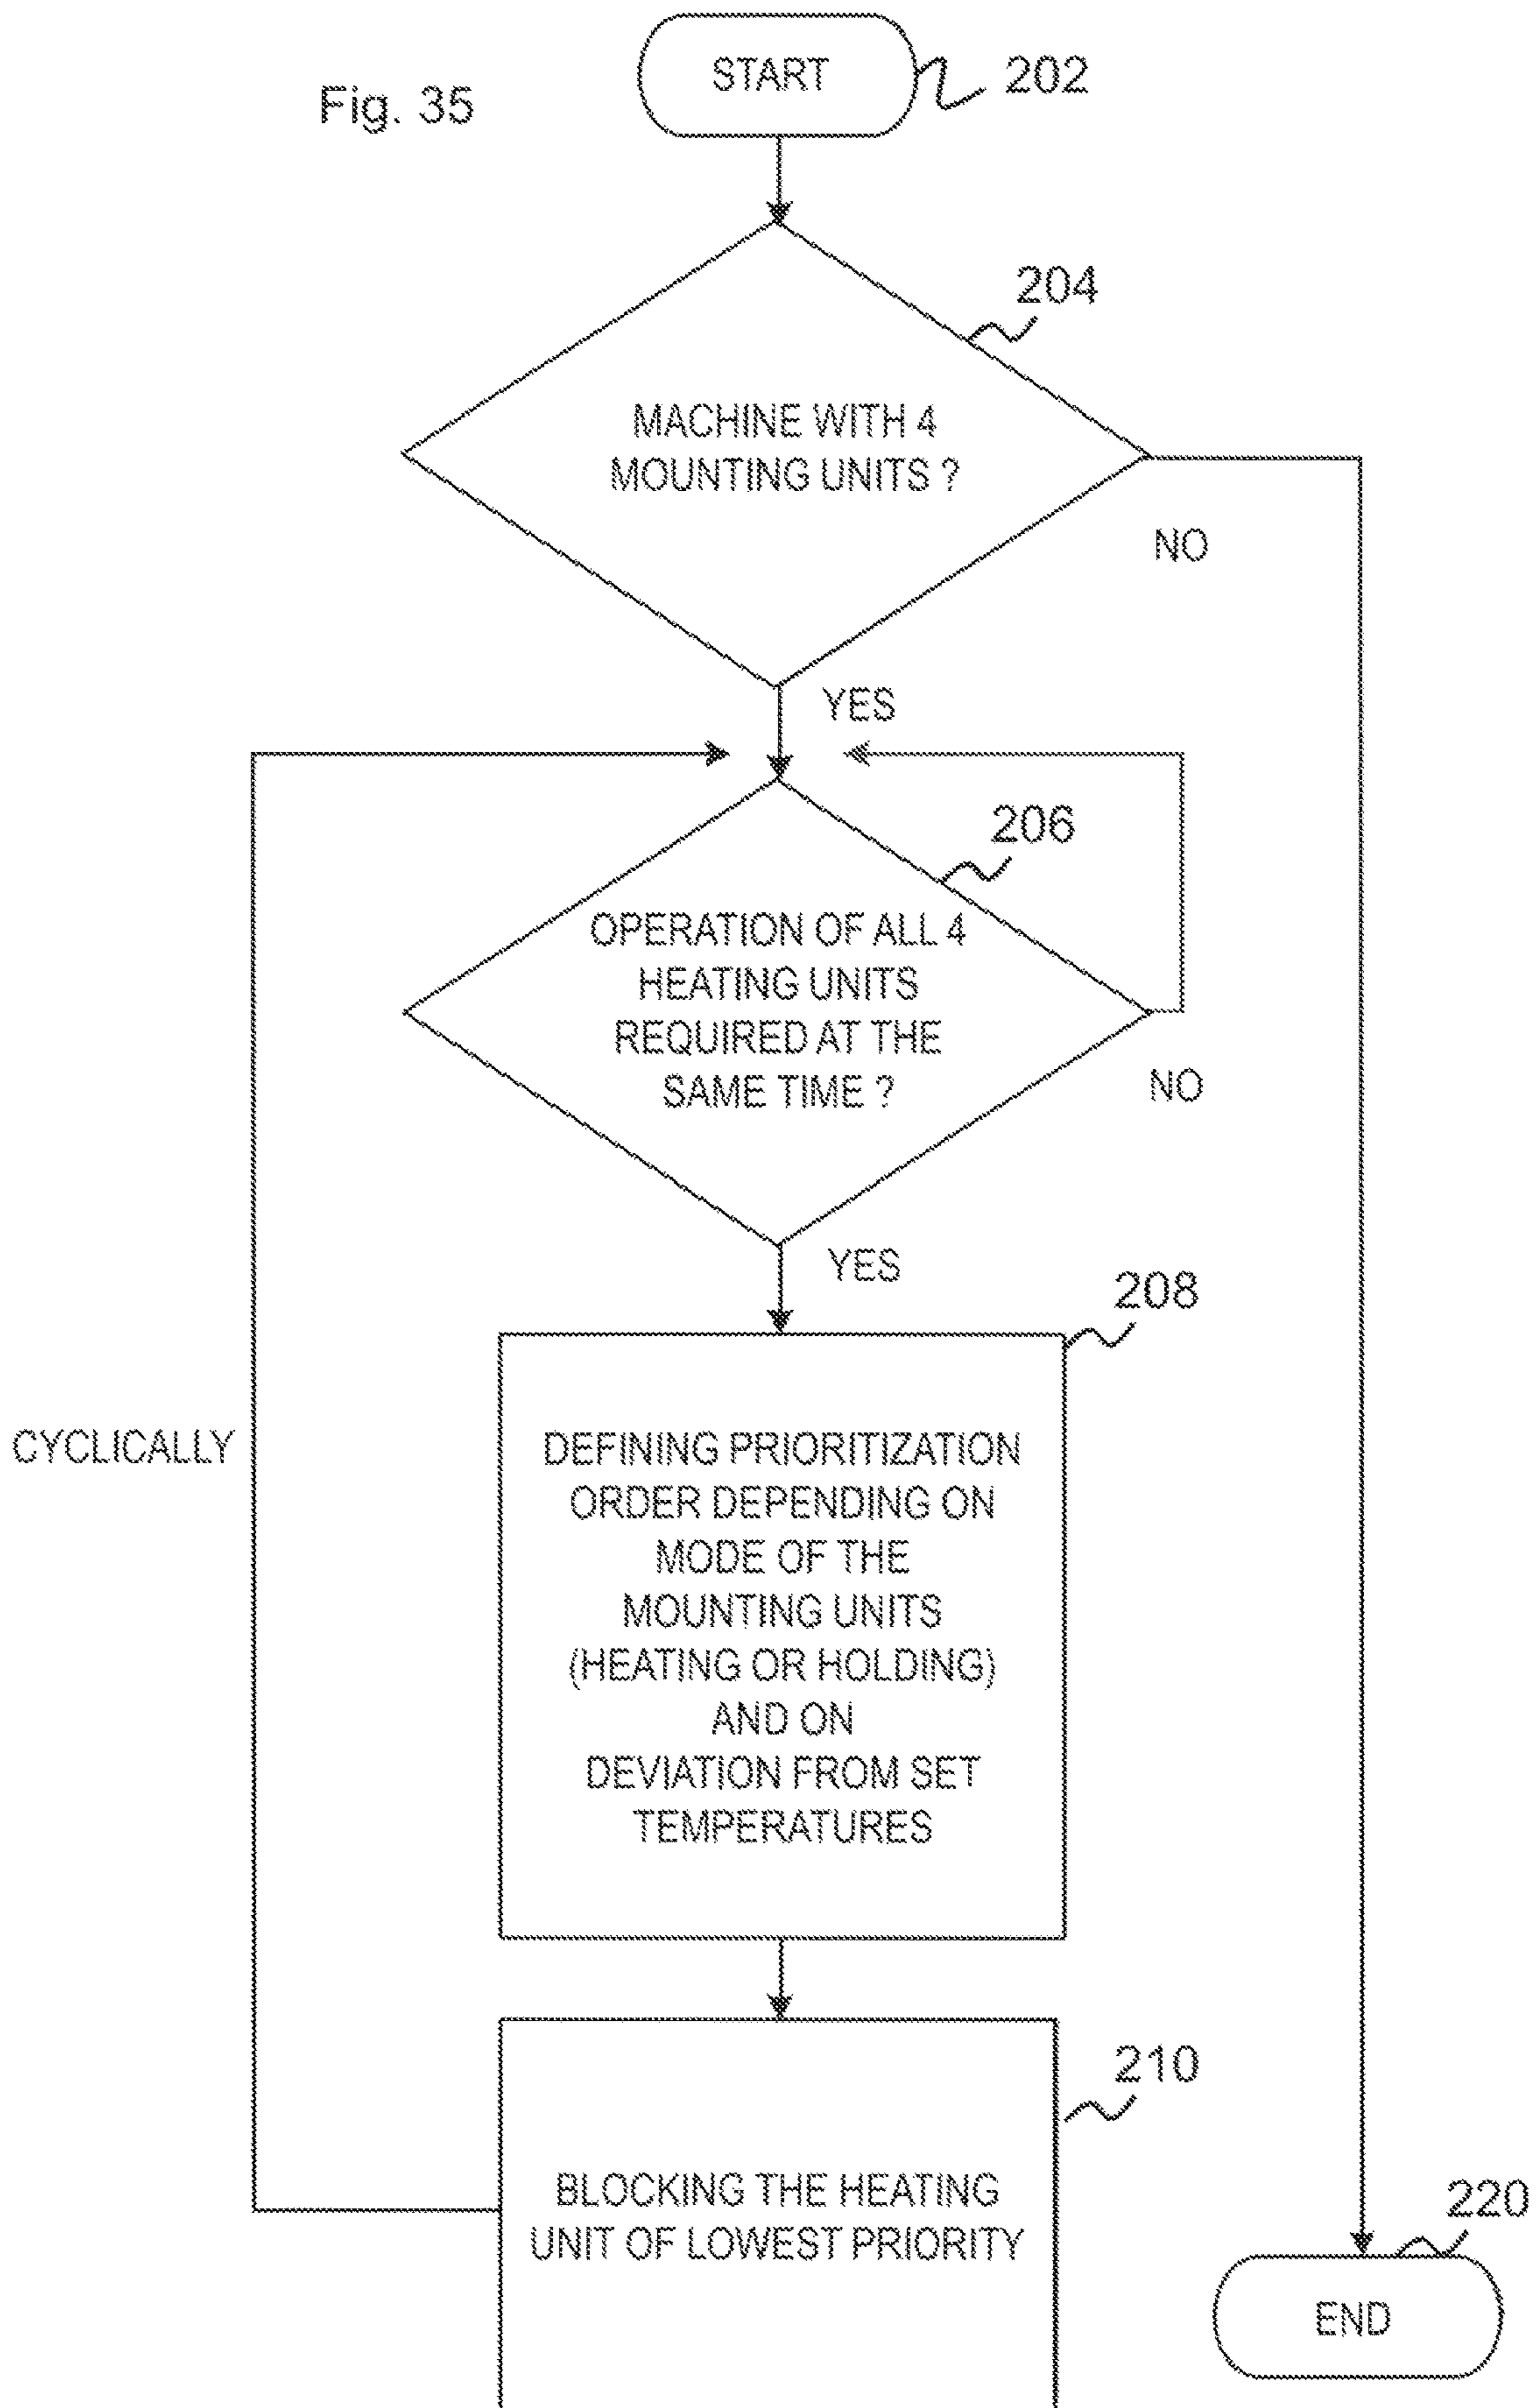 Fig. 35
START
202
204
MACHINE WITH 4
MOUNTING UNITS ?
NO
YES
206
OPERATION OF ALL 4
HEATING UNITS
REQUIRED AT THE
SAME TIME ?
NO
YES
208
CYCLICALLY
DEFINING PRIORITIZATION
ORDER DEPENDING ON
MODE OF THE
MOUNTING UNITS
(HEATING OR HOLDING)
AND ON
DEVIATION FROM SET
TEMPERATURES
210
BLOCKING THE HEATING
UNIT OF LOWEST PRIORITY
220
END